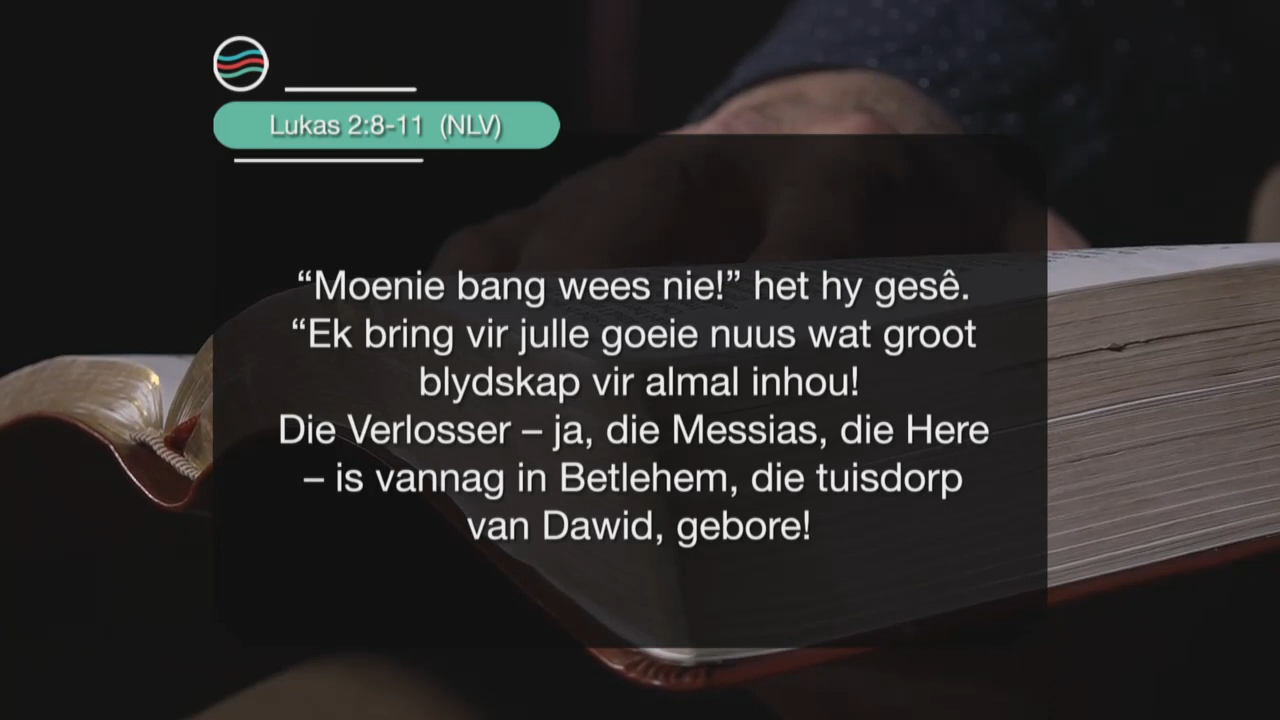 Lukas 2:8-11 (NLV)
“Moenie bang wees nie!” het hy gesê.
“Ek bring vir julle goeie nuus wat groot
blydskap vir almal inhou!
Die Verlosser – ja, die Messias, die Here
– is vannag in Betlehem, die tuisdorp
van Dawid, gebore!